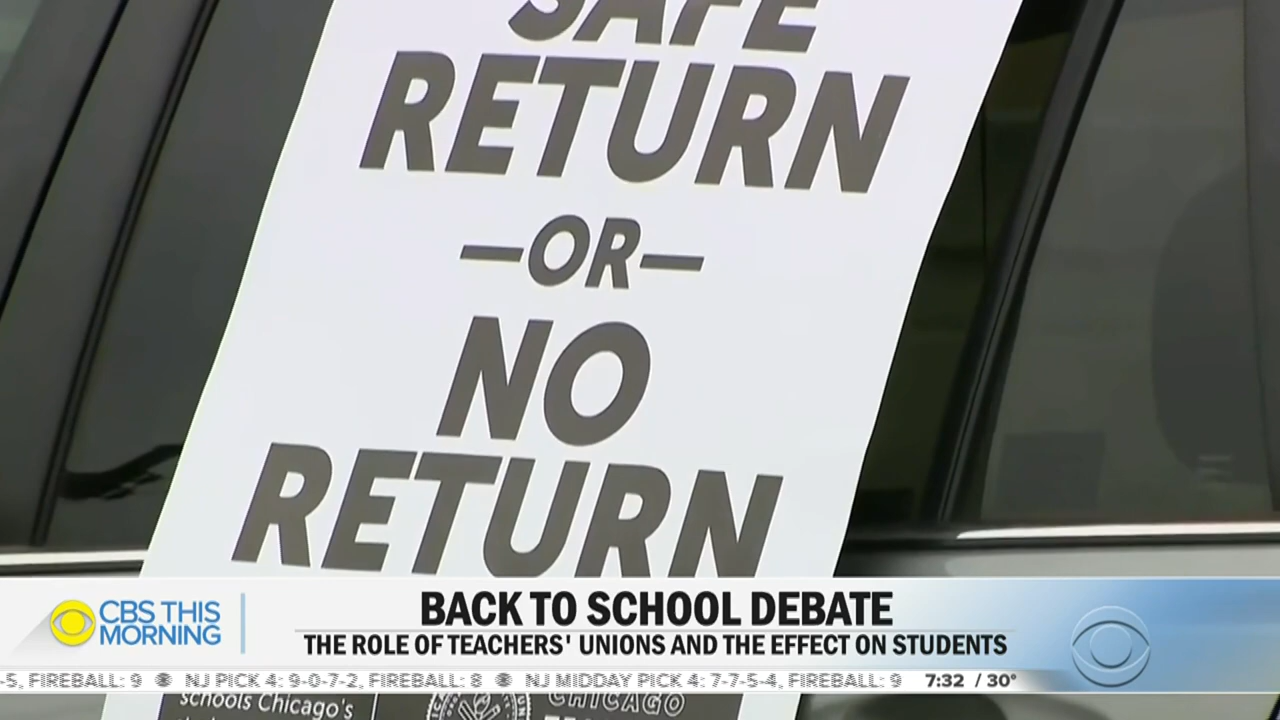 SAFE
RETURN
—OR—
NO
RETURN
CBS THIS
MORNING
BACK TO SCHOOL DEBATE
THE ROLE OF TEACHERS' UNIONS AND THE EFFECT ON STUDENTS
-5, FIREBALL: 9 NJ PICK 4: 9-0-7-2, FIREBALL: 8 NJ MIDDAY PICK 4: 7-7-5-4, FIREBALL: 9 7:32 / 30°
schools Chicago's
CHICAGO